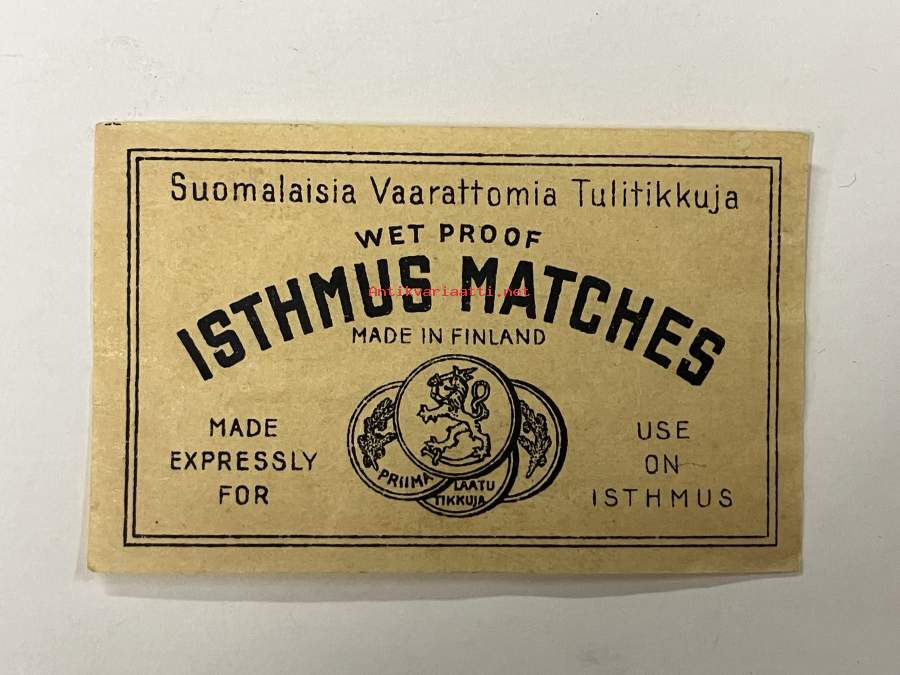 Suomalaisia Vaarattomia Tulitikkuja
WET PROOF
ISTHMUS MATCHES
Antikvariaatti.net
MADE IN FINLAND
MADE
EXPRESSLY
FOR
PRIIMA
LAATU
TIKKUJA
USE
ON
ISTHMUS